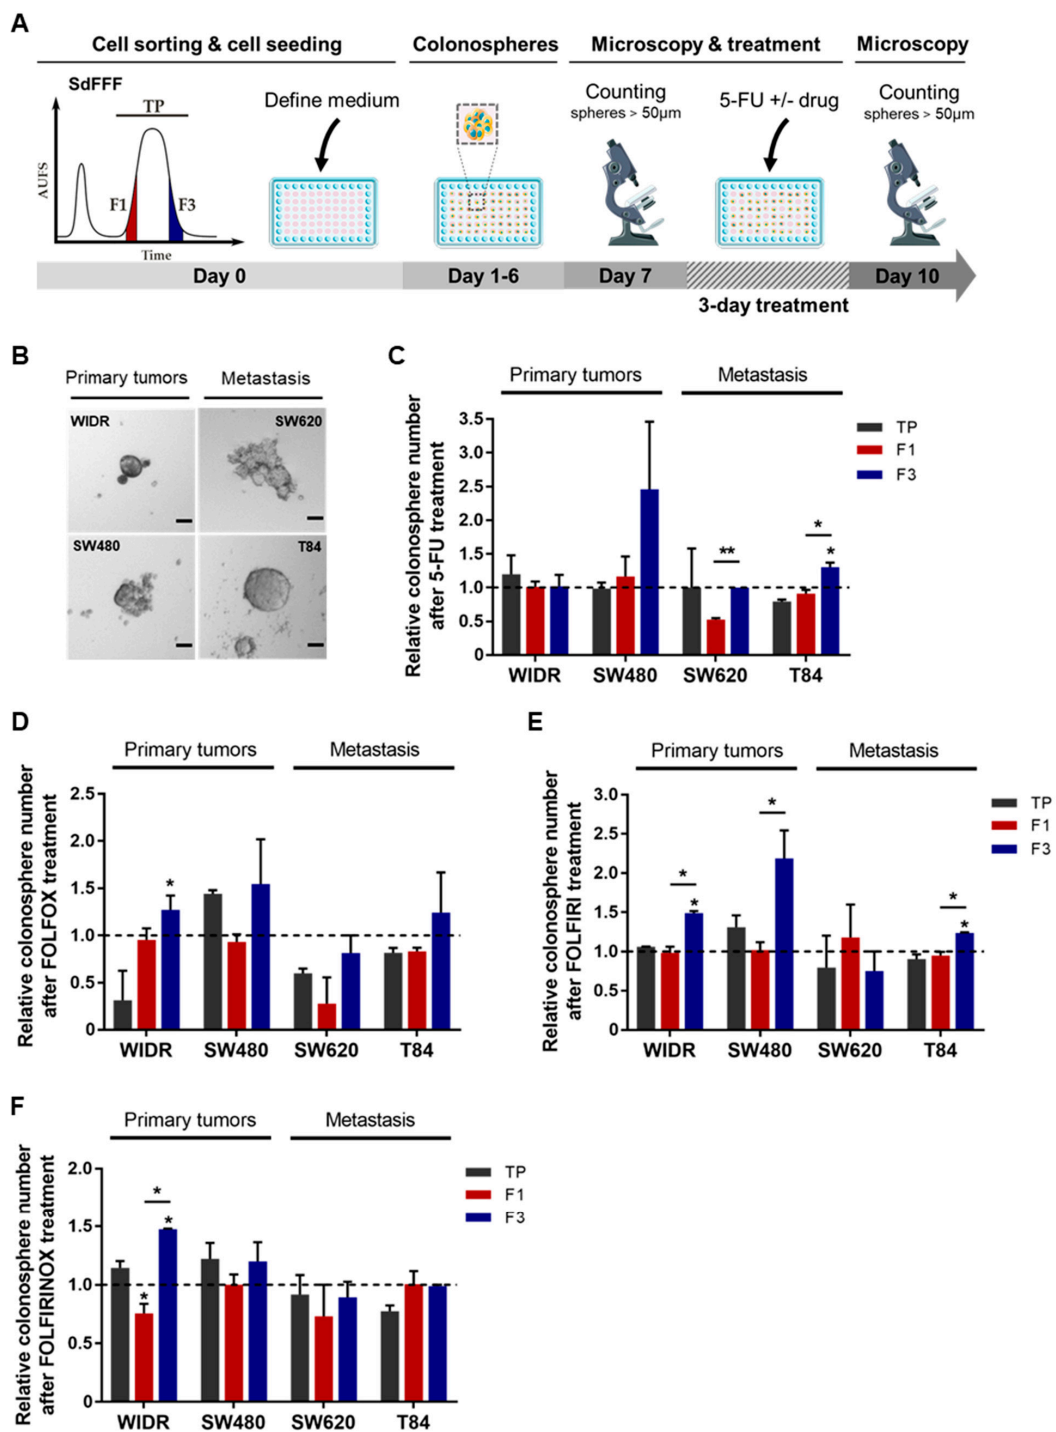 A
Cell sorting & cell seeding
Colonospheres
Microscopy & treatment
Microscopy
SdFFF
TP
Define medium
Counting
spheres > 50µm
5-FU +/- drug
Counting
spheres > 50µm
AUFS
F1
F3
Time
Day 0
Day 1-6
Day 7
Day 10
3-day treatment
B
Primary tumors
Metastasis
WIDR
SW620
SW480
T84
C
Primary tumors
Metastasis
Relative colonosphere number
after 5-FU treatment
3.5
3.0
2.5
2.0
1.5
1.0
0.5
0
**
*
*
TP
F1
F3
WIDR
SW480
SW620
T84
D
Primary tumors
Metastasis
Relative colonosphere number
after FOLFOX treatment
2.5
2.0
1.5
1.0
0.5
0
*
WIDR
SW480
SW620
T84
E
Primary tumors
Metastasis
Relative colonosphere number
after FOLFIRI treatment
3.0
2.5
2.0
1.5
1.0
0.5
0
*
*
*
*
*
TP
F1
F3
WIDR
SW480
SW620
T84
F
Primary tumors
Metastasis
Relative colonosphere number
after FOLFIRINOX treatment
2.0
1.5
1.0
0.5
0
*
*
*
TP
F1
F3
WIDR
SW480
SW620
T84